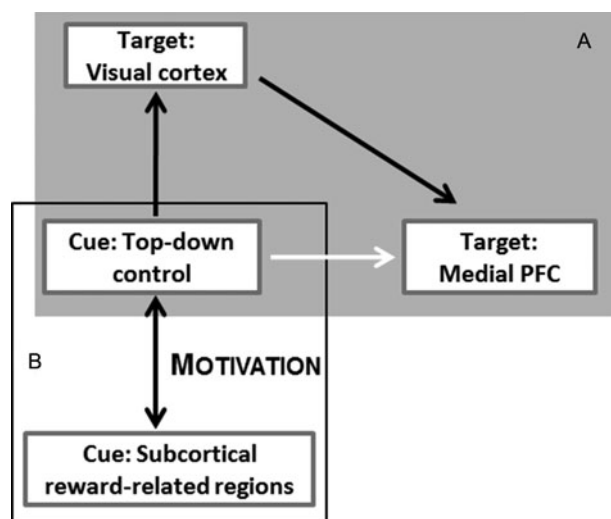 Target:
Visual cortex
A
Cue: Top-down
control
Target:
Medial PFC
B
MOTIVATION
Cue: Subcortical
reward-related regions